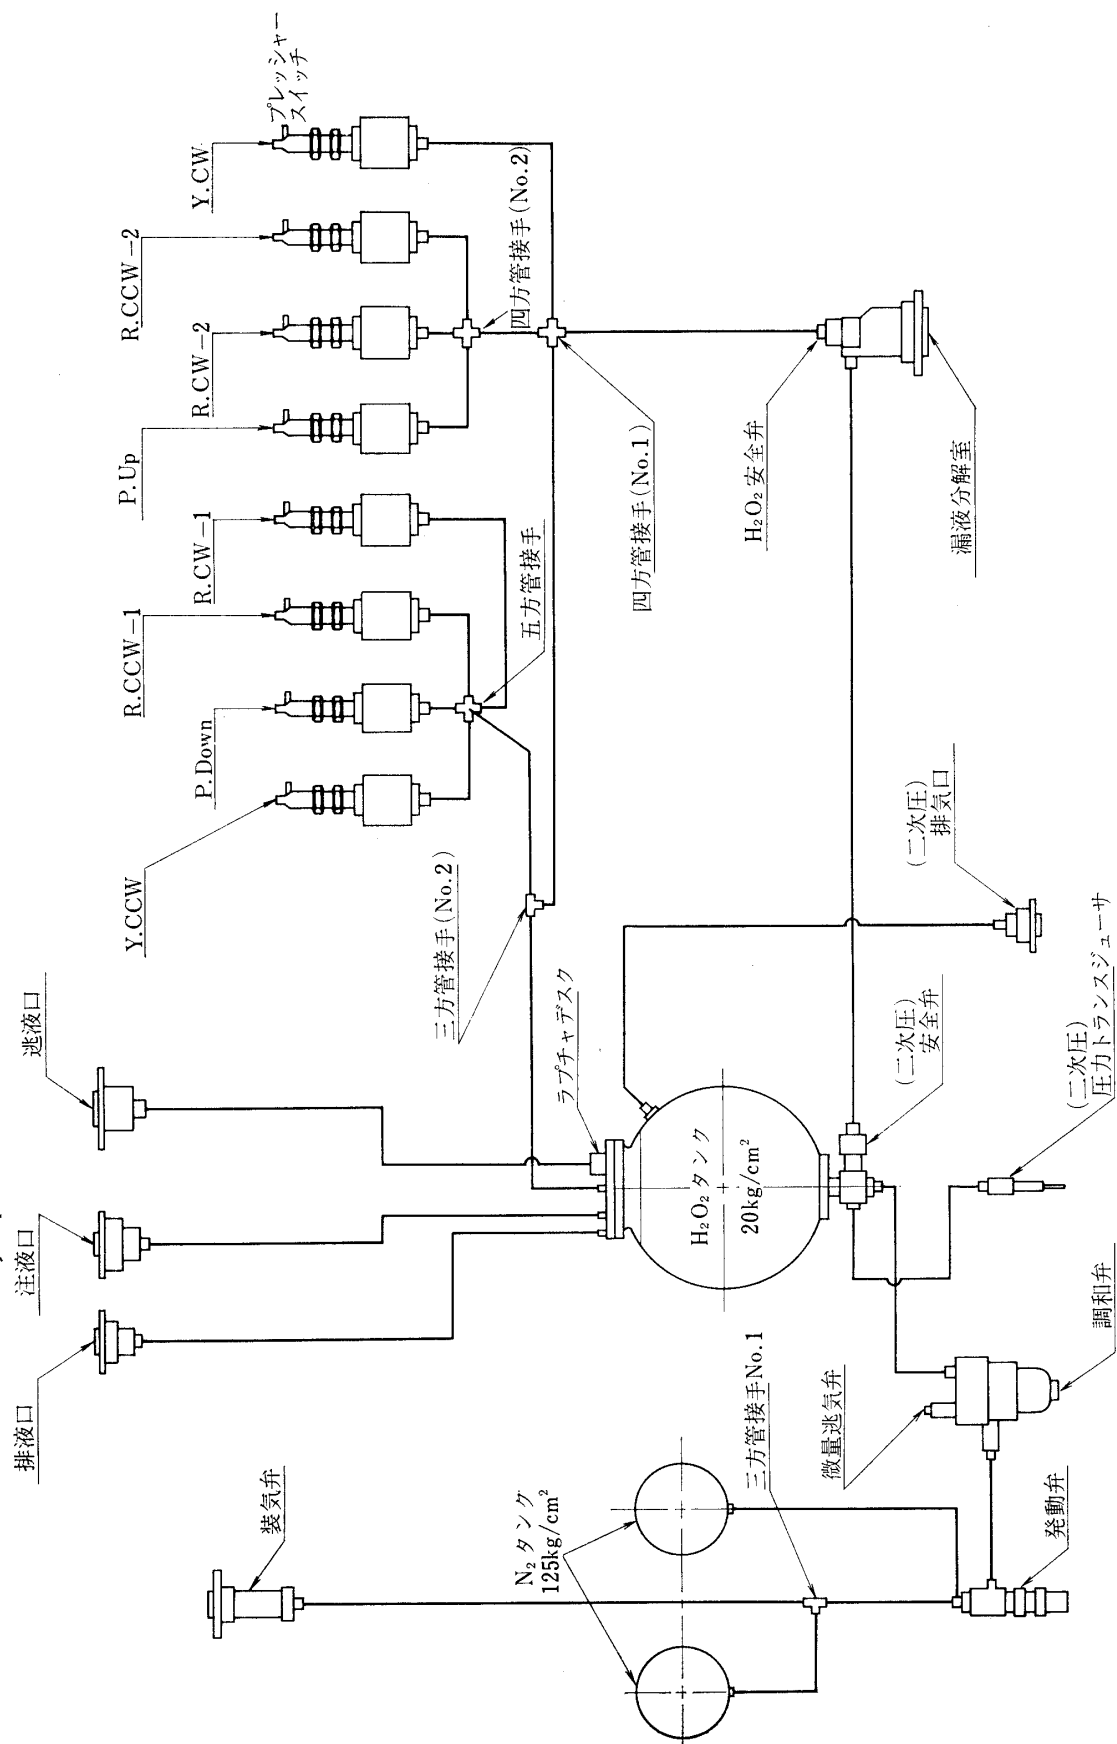 プレッシャー
スイッチ
Y.CW
R.CCW-2
R.CW-2
P.Up
R.CW-1
R.CCW-1
P.Down
Y.CCW
四方管接手(No.2)
四方管接手(No.1)
五方管接手
三方管接手(No.2)
H₂O₂安全弁
漏液分解室
逃液口
注液口
排液口
ラプチャデスク
H₂O₂タンク
20kg/cm²
(二次圧)
排気口
(二次圧)
安全弁
(二次圧)
圧力トランスジューサ
調和弁
微量逃気弁
三方管接手No.1
発動弁
装気弁
N₂タンク
125kg/cm²